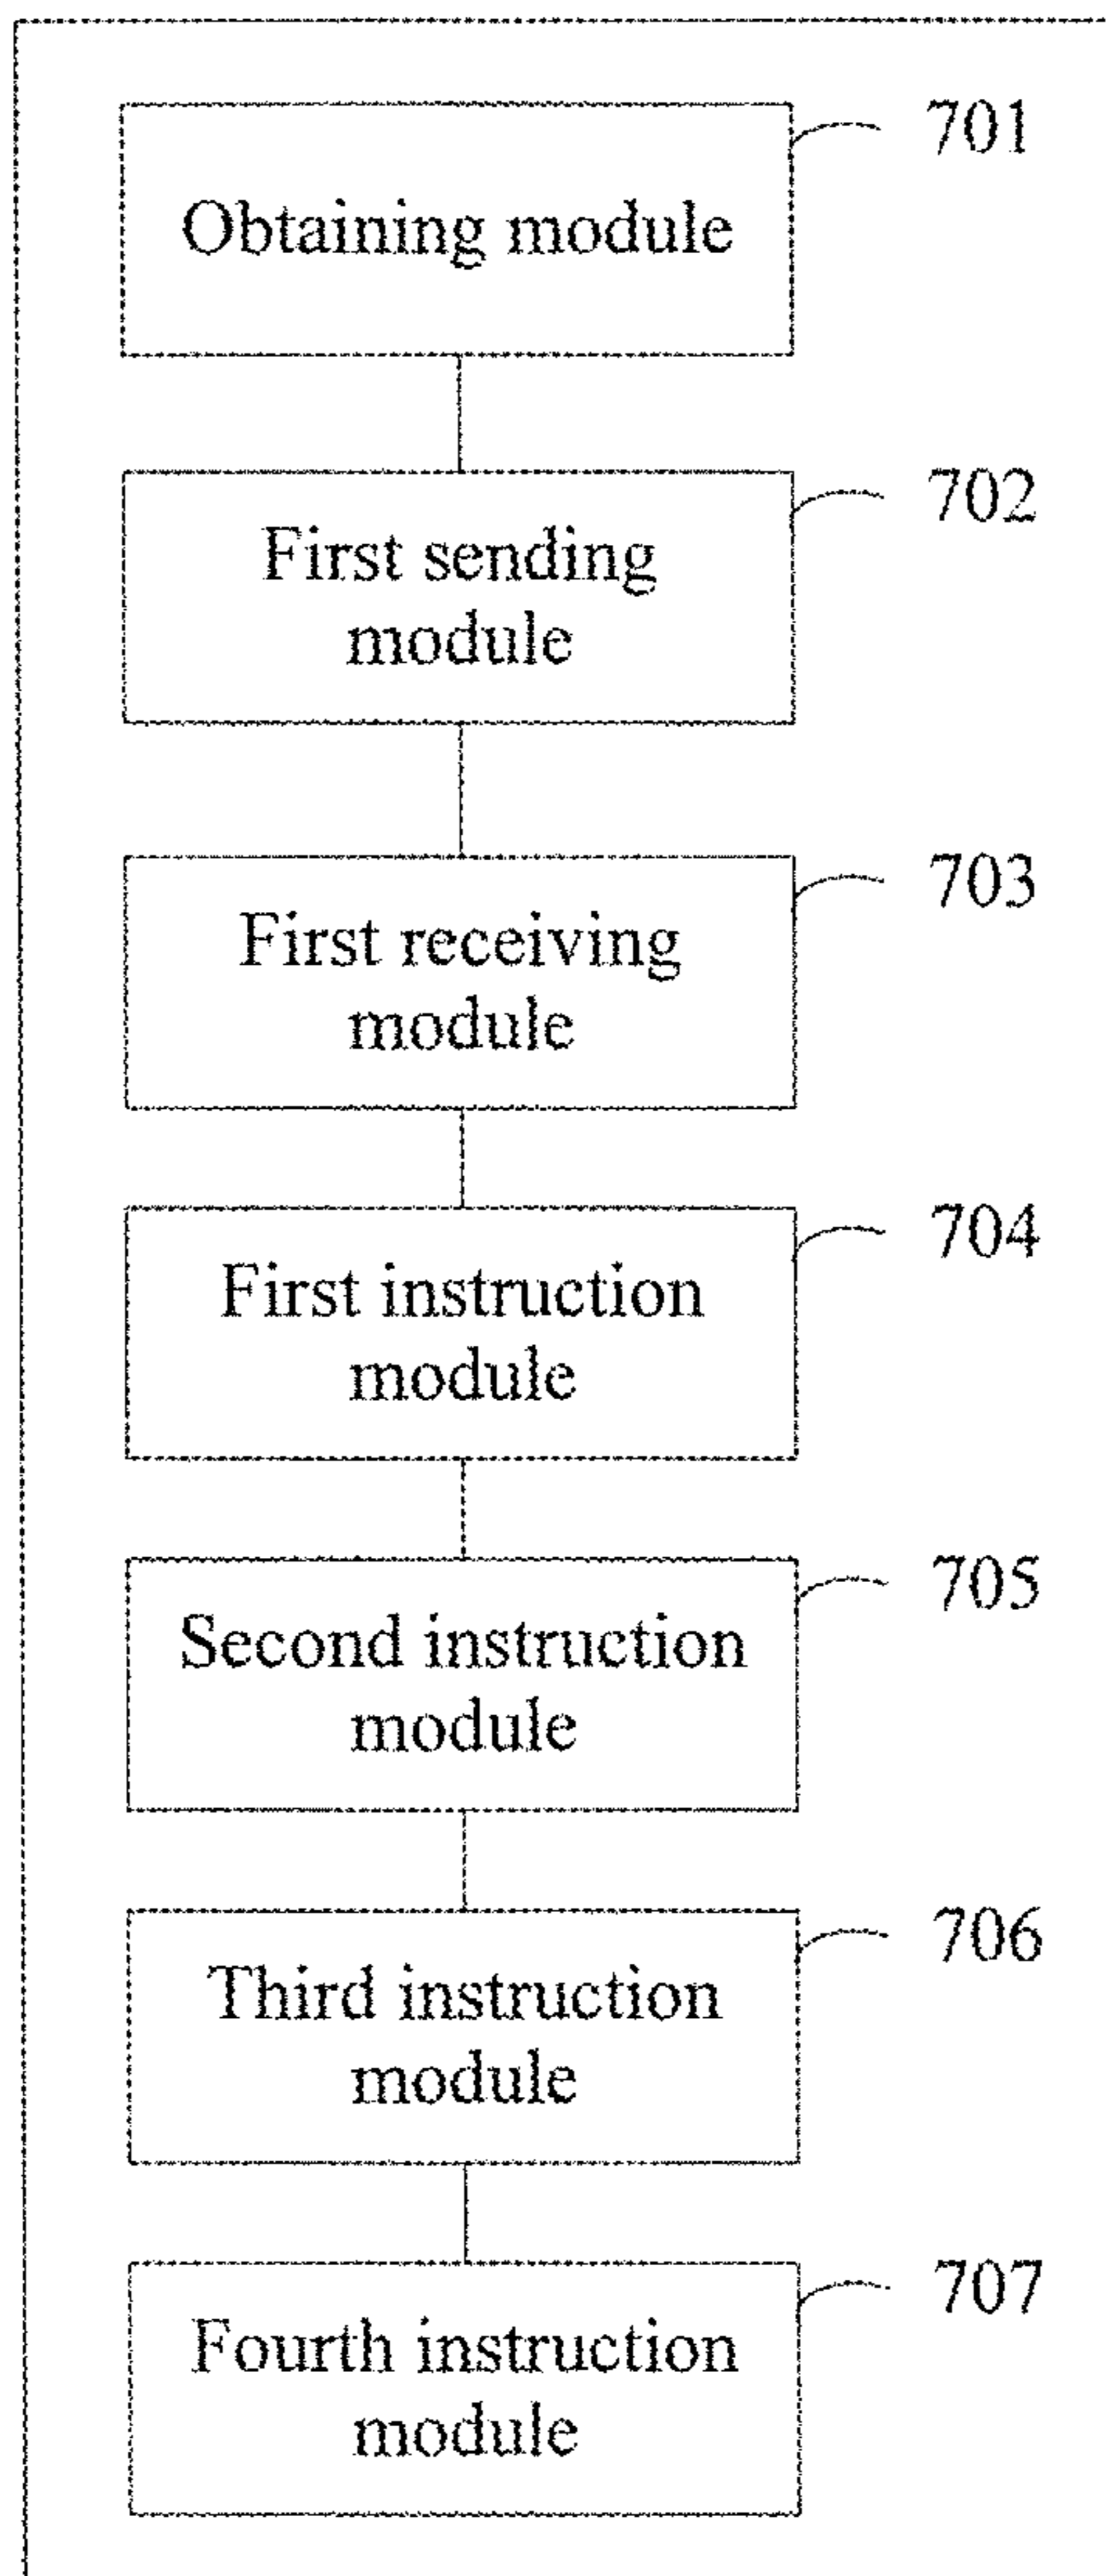 701
Obtaining module
702
First sending
module
703
First receiving
module
704
First instruction
module
705
Second instruction
module
706
Third instruction
module
707
Fourth instruction
module